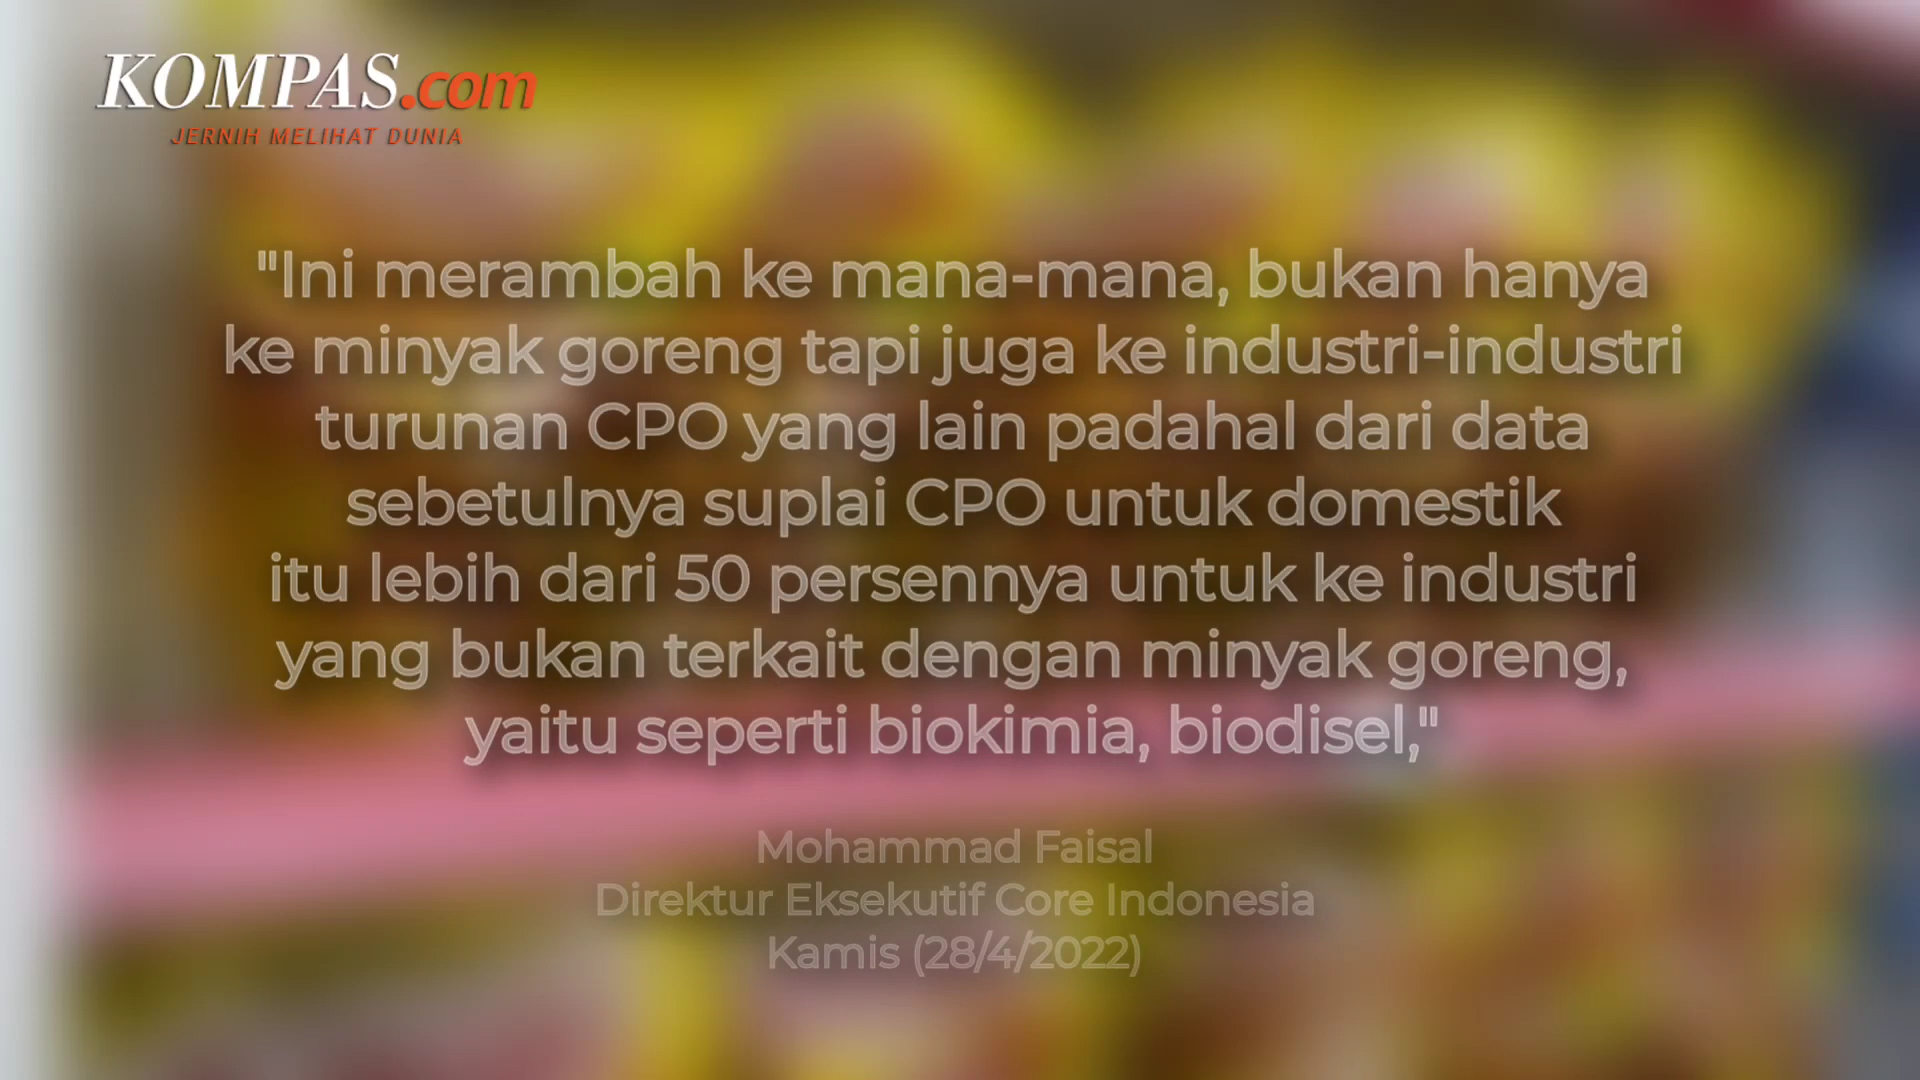 KOMPAS.com
JERNIH MELIHAT DUNIA
"Ini merambah ke mana-mana, bukan hanya
ke minyak goreng tapi juga ke industri-industri
turunan CPO yang lain padahal dari data
sebetulnya suplai CPO untuk domestik
itu lebih dari 50 persennya untuk ke industri
yang bukan terkait dengan minyak goreng,
yaitu seperti biokimia, biodisel,"
Mohammad Faisal
Direktur Eksekutif Core Indonesia
Kamis (28/4/2022)